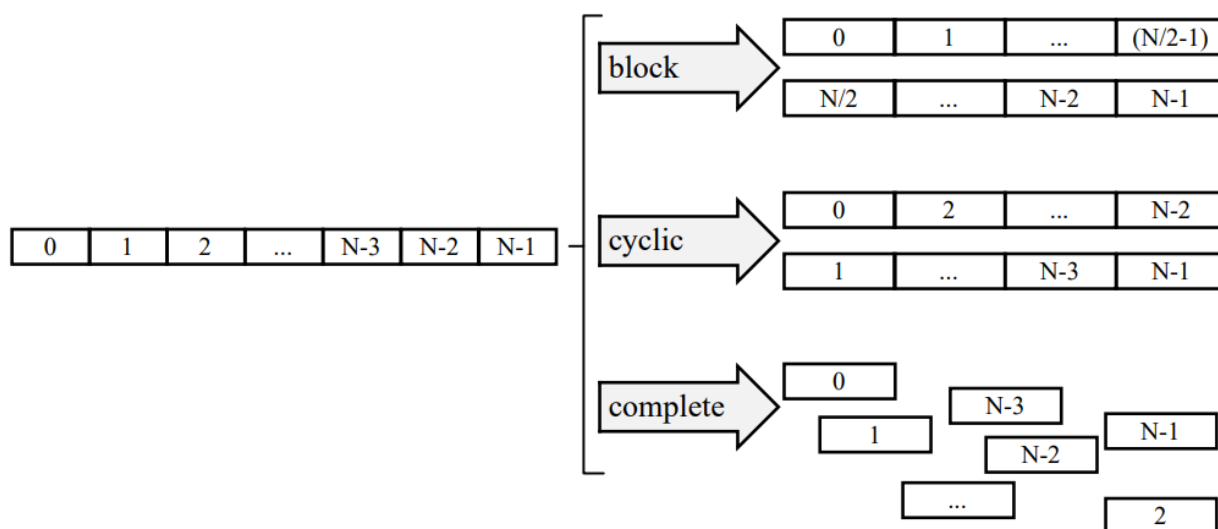 0 1 2 ... N-3 N-2 N-1
block
0 1 ... (N/2-1)
N/2 ... N-2 N-1
cyclic
0 2 ... N-2
1 ... N-3 N-1
complete
0
N-3
1
N-1
N-2
...
2